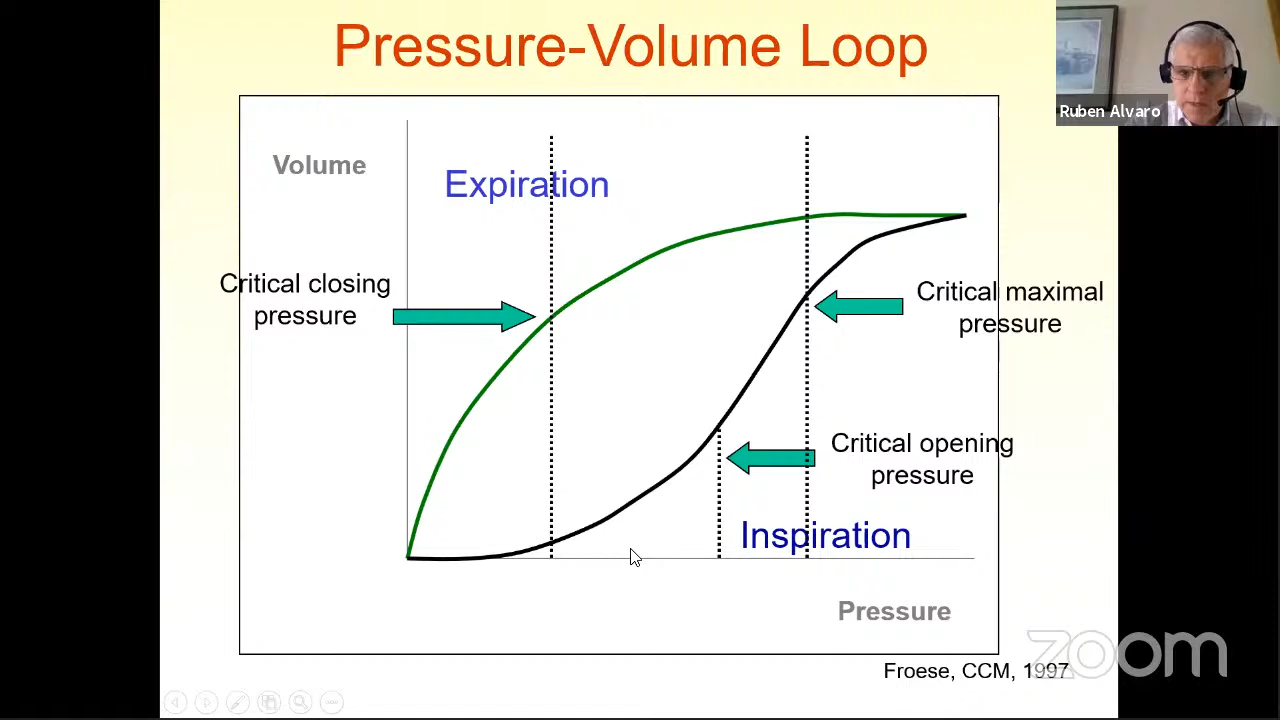 Pressure-Volume Loop
Ruben Alvaro
Volume
Expiration
Critical closing
pressure
Critical maximal
pressure
Critical opening
pressure
Inspiration
Pressure
zoom
Froese, CCM, 1997